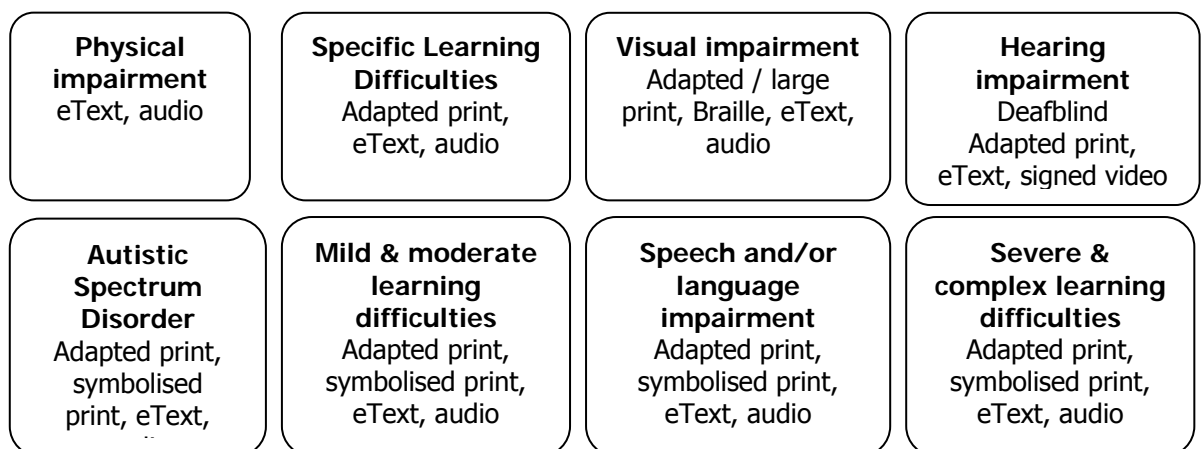 Physical
impairment
eText, audio
Specific Learning
Difficulties
Adapted print,
eText, audio
Visual impairment
Adapted / large
print, Braille, eText,
audio
Hearing
impairment
Deafblind
Adapted print,
eText, signed video
Autistic
Spectrum
Disorder
Adapted print,
symbolised
print, eText,
Mild & moderate
learning
difficulties
Adapted print,
symbolised print,
eText, audio
Speech and/or
language
impairment
Adapted print,
symbolised print,
eText, audio
Severe &
complex learning
difficulties
Adapted print,
symbolised print,
eText, audio